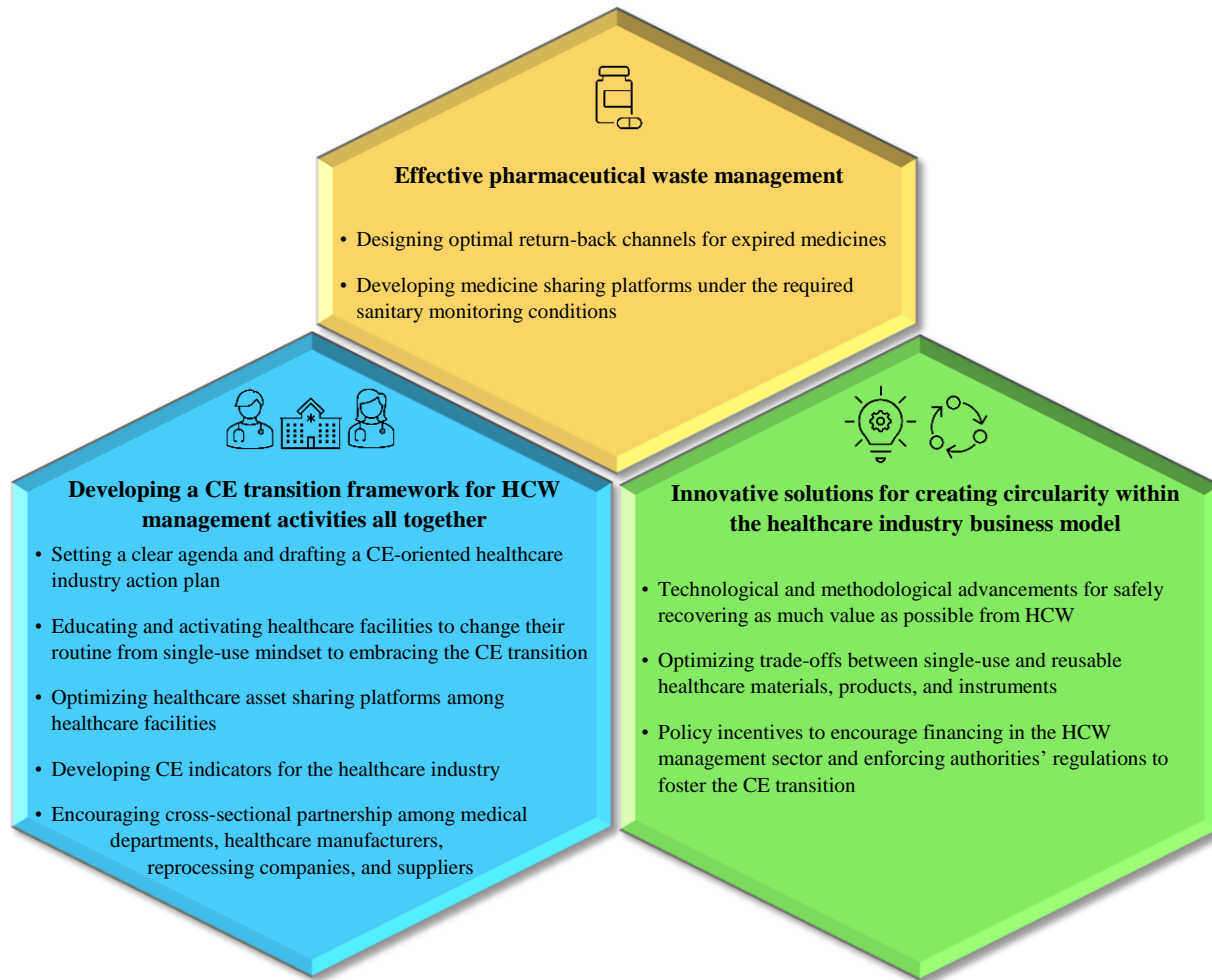 Effective pharmaceutical waste management
• Designing optimal return-back channels for expired medicines
• Developing medicine sharing platforms under the required
sanitary monitoring conditions
Developing a CE transition framework for HCW
management activities all together
• Setting a clear agenda and drafting a CE-oriented healthcare
industry action plan
• Educating and activating healthcare facilities to change their
routine from single-use mindset to embracing the CE transition
• Optimizing healthcare asset sharing platforms among
healthcare facilities
• Developing CE indicators for the healthcare industry
• Encouraging cross-sectional partnership among medical
departments, healthcare manufacturers,
reprocessing companies, and suppliers
Innovative solutions for creating circularity within
the healthcare industry business model
• Technological and methodological advancements for safely
recovering as much value as possible from HCW
• Optimizing trade-offs between single-use and reusable
healthcare materials, products, and instruments
• Policy incentives to encourage financing in the HCW
management sector and enforcing authorities’ regulations to
foster the CE transition